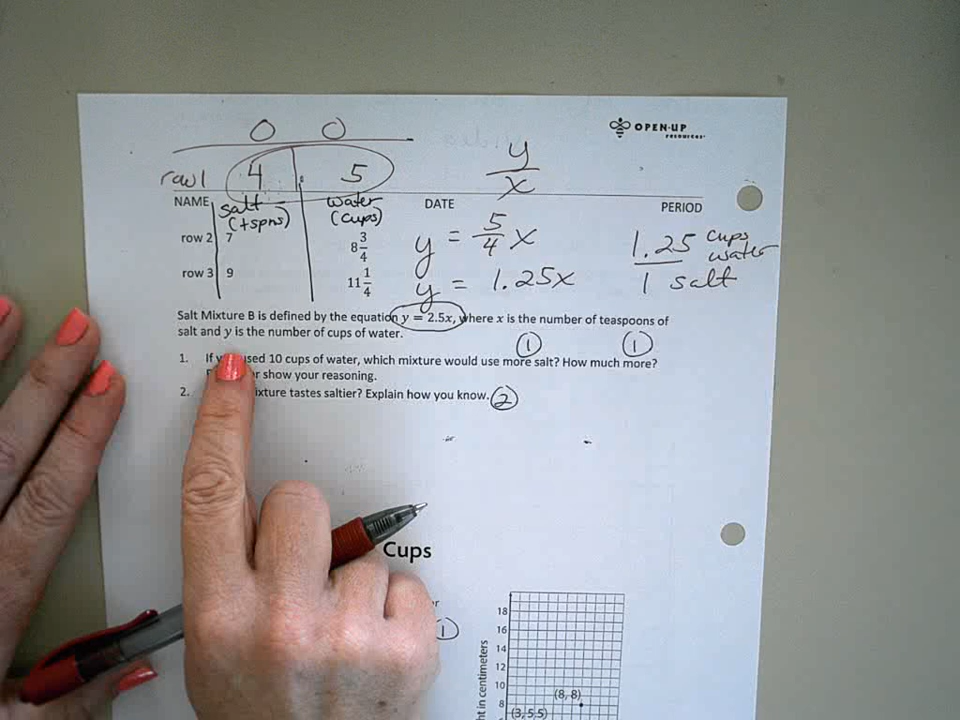 OPEN-UP
resources
0 0
row 1 4 : 5
y
x
NAME DATE PERIOD
salt (tspns) water (cups)
row 2 7 8 3/4
y = 5/4 x
1.25 cups water
1 salt
row 3 9 11 1/4
y = 1.25x
Salt Mixture B is defined by the equation y = 2.5x, where x is the number of teaspoons of
salt and y is the number of cups of water.
1 1
1. If used 10 cups of water, which mixture would use more salt? How much more?
or show your reasoning.
2. mixture tastes saltier? Explain how you know. 2
Cups
1
18
16
14
12
10
8
(8, 8)
(3, 5.5)
ht in centimeters